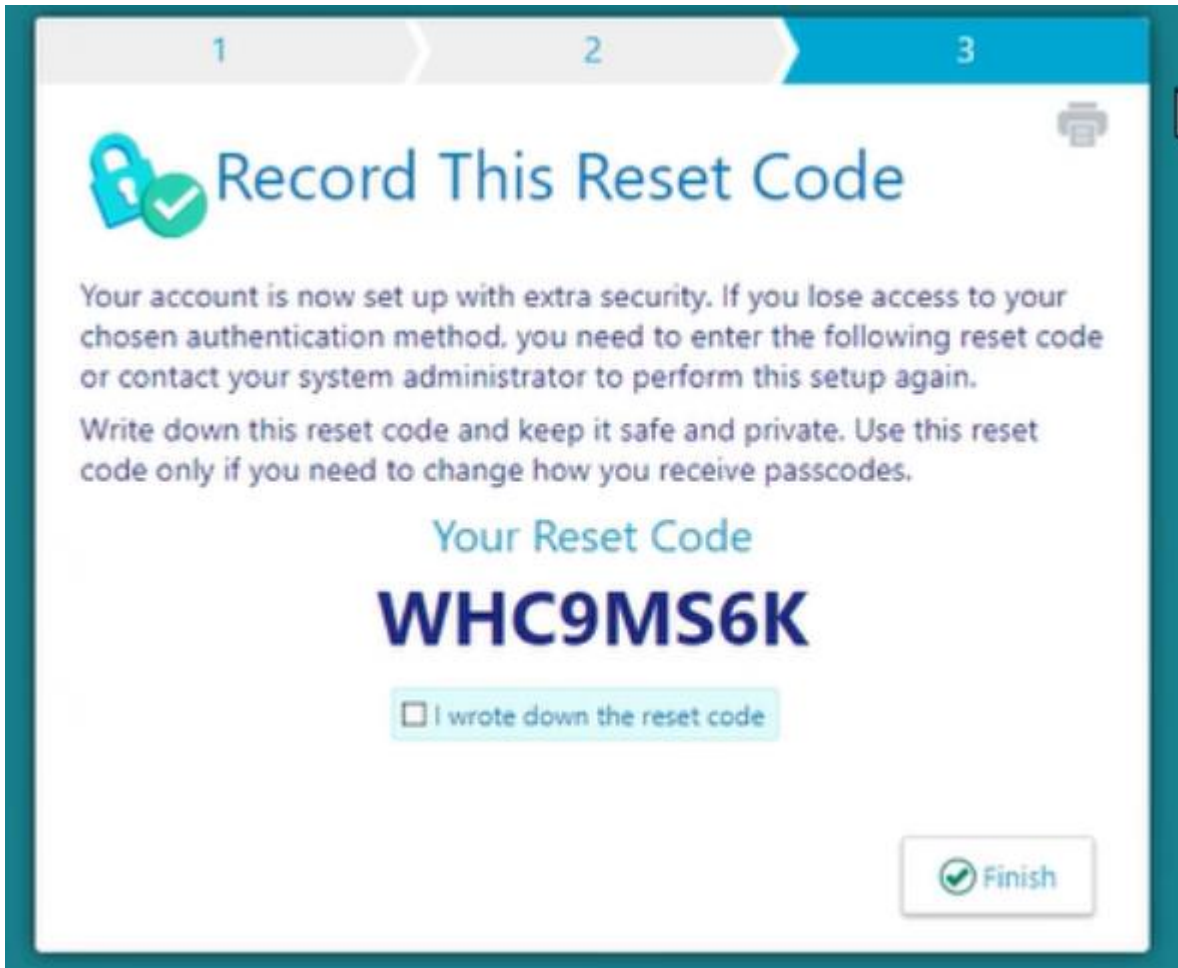 1
2
3
Record This Reset Code
Your account is now set up with extra security. If you lose access to your
chosen authentication method, you need to enter the following reset code
or contact your system administrator to perform this setup again.
Write down this reset code and keep it safe and private. Use this reset
code only if you need to change how you receive passcodes.
Your Reset Code
WHC9MS6K
I wrote down the reset code
Finish